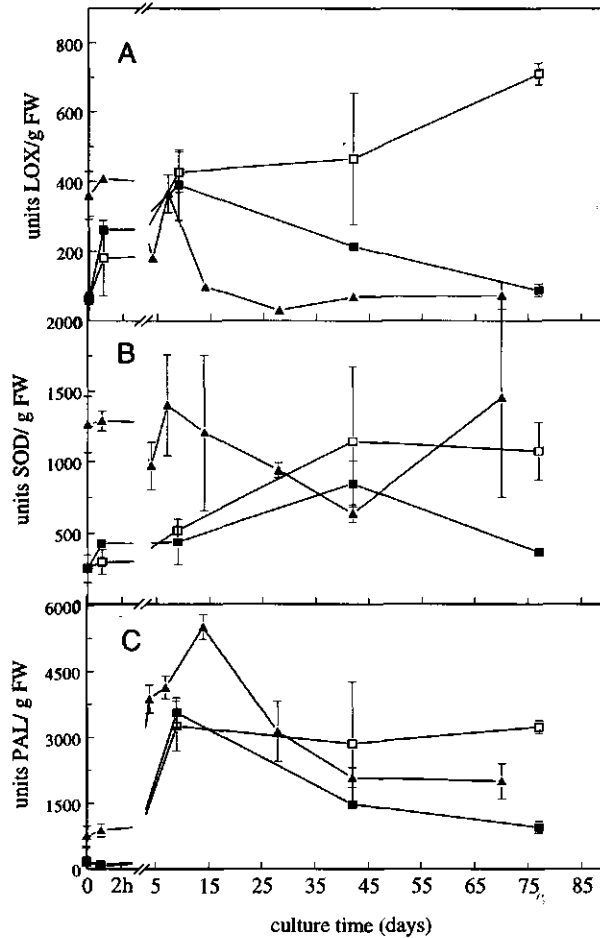 A
units LOX/g FW
800
600
400
200
B
units SOD/ g FW
2000
1500
1000
500
C
units PAL/ g FW
6000
4500
3000
1500
0
0 2h 5 15 25 35 45 55 65 75 85
culture time (days)